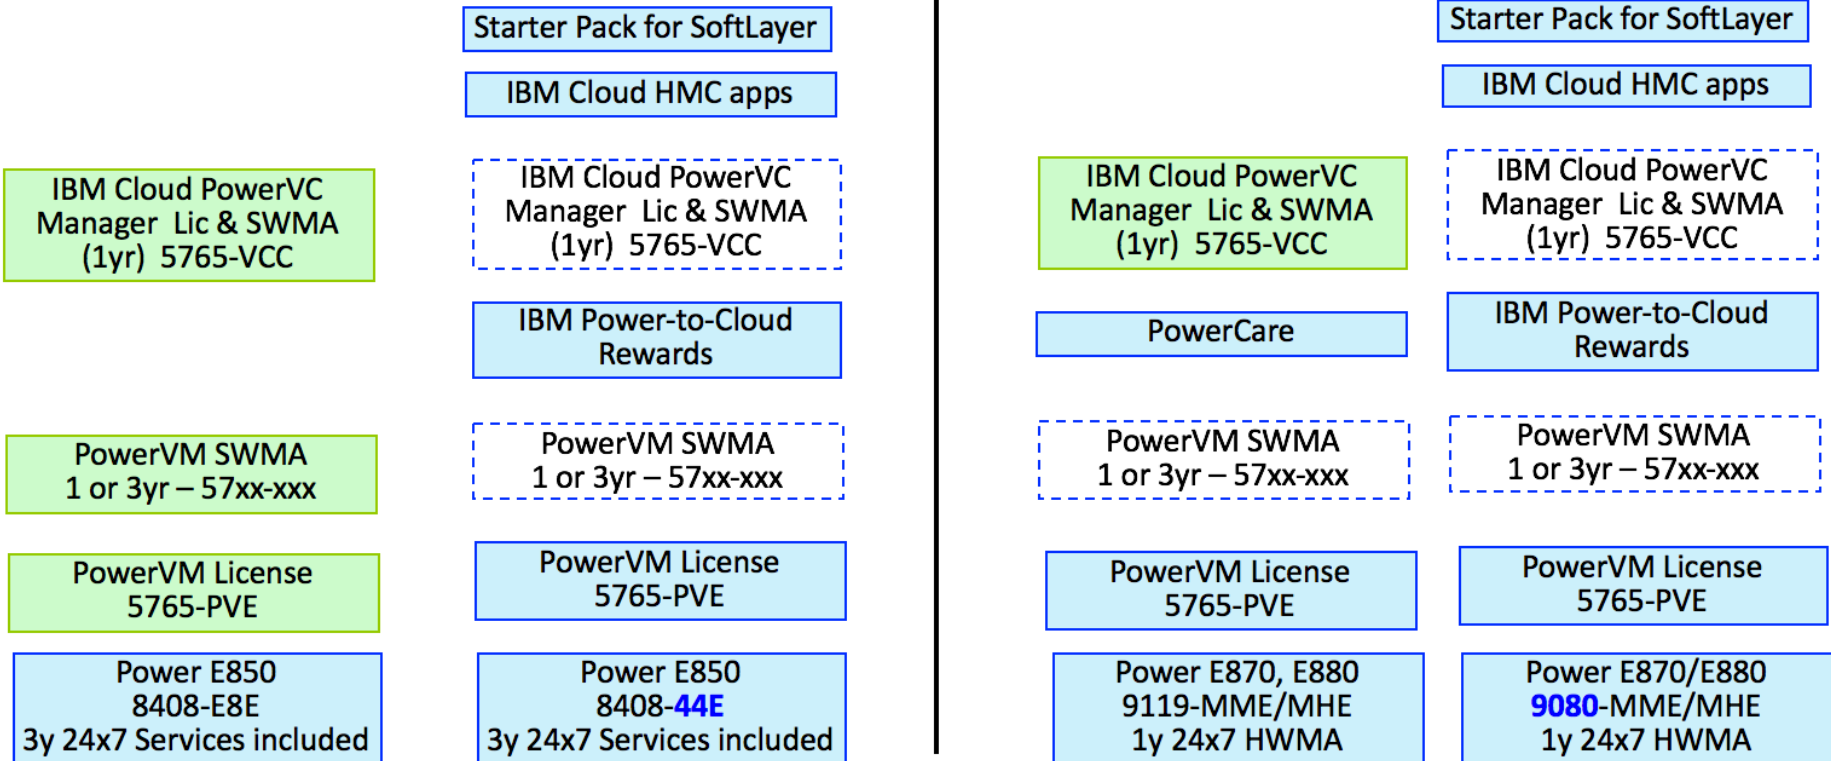 Starter Pack for SoftLayer
IBM Cloud HMC apps
IBM Cloud PowerVC
Manager Lic & SWMA
(1yr) 5765-VCC
IBM Cloud PowerVC
Manager Lic & SWMA
(1yr) 5765-VCC
IBM Power-to-Cloud
Rewards
PowerVM SWMA
1 or 3yr – 57xx-xxx
PowerVM SWMA
1 or 3yr – 57xx-xxx
PowerVM License
5765-PVE
PowerVM License
5765-PVE
Power E850
8408-E8E
3y 24x7 Services included
Power E850
8408-44E
3y 24x7 Services included
Starter Pack for SoftLayer
IBM Cloud HMC apps
IBM Cloud PowerVC
Manager Lic & SWMA
(1yr) 5765-VCC
IBM Cloud PowerVC
Manager Lic & SWMA
(1yr) 5765-VCC
PowerCare
IBM Power-to-Cloud
Rewards
PowerVM SWMA
1 or 3yr – 57xx-xxx
PowerVM SWMA
1 or 3yr – 57xx-xxx
PowerVM License
5765-PVE
PowerVM License
5765-PVE
Power E870, E880
9119-MME/MHE
1y 24x7 HWMA
Power E870/E880
9080-MME/MHE
1y 24x7 HWMA